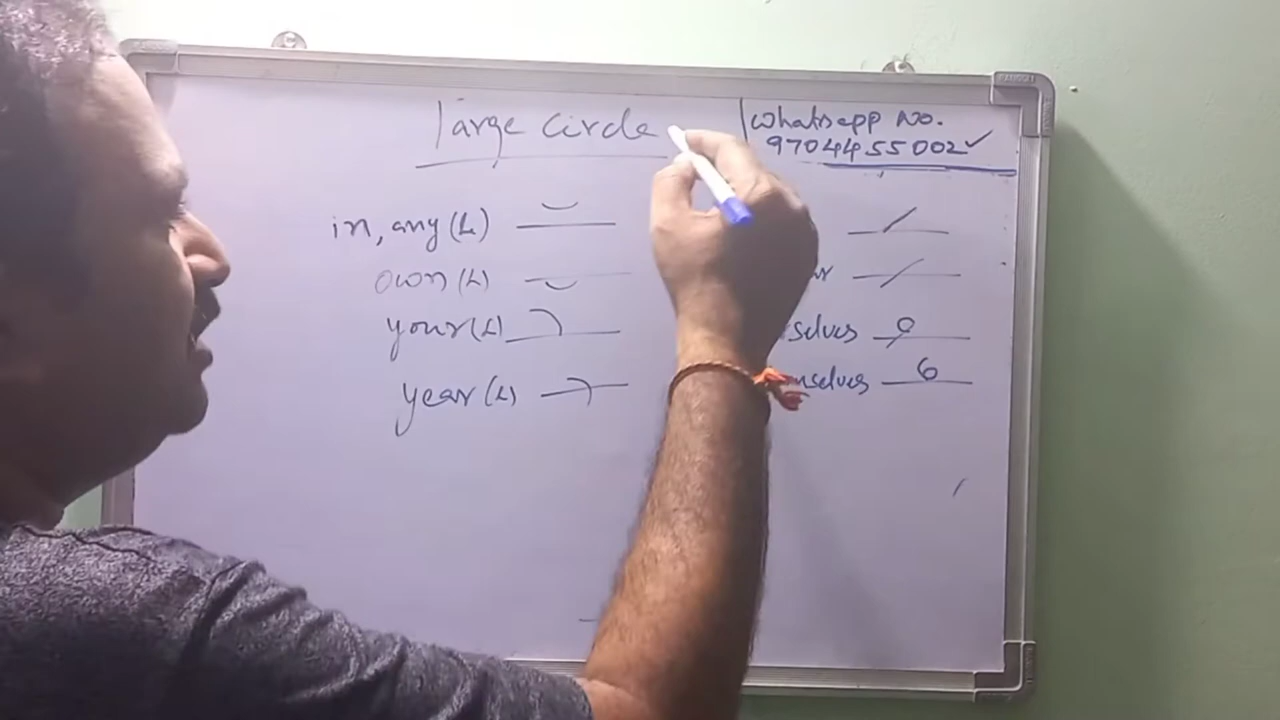 large circle
Whatsapp No.
9704455002
in, any (L)
own (L)
your (L)
year (L)